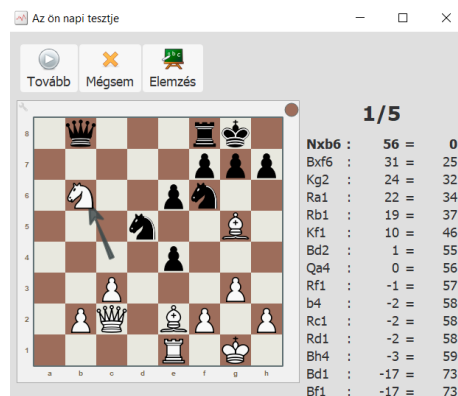 Az ön napi tesztje
Tovább Mégsem Elemzés
1/5
8
7
6
5
4
3
2
1
a b c d e f g h
Nxb6 : 56 = 0
Bxf6 : 31 = 25
Kg2 : 24 = 32
Ra1 : 22 = 34
Rb1 : 19 = 37
Kf1 : 10 = 46
Bd2 : 1 = 55
Qa4 : 0 = 56
Rf1 : -1 = 57
b4 : -2 = 58
Rc1 : -2 = 58
Rd1 : -2 = 58
Bh4 : -3 = 59
Bd1 : -17 = 73
Bf1 : -17 = 73